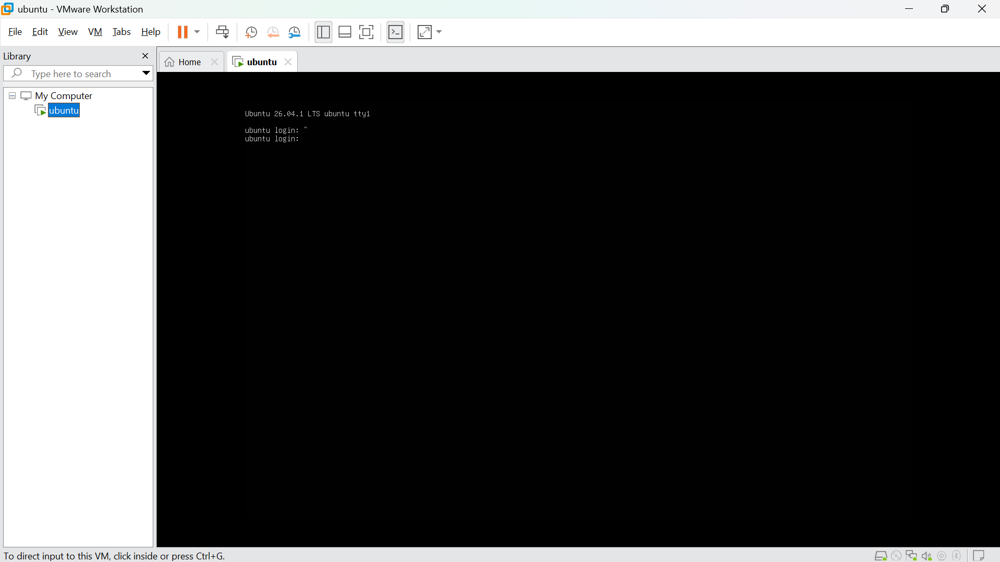 ubuntu - VMware Workstation
File Edit View VM Tabs Help
Library
Type here to search
Home
ubuntu
My Computer
ubuntu
Ubuntu 26.04.1 LTS ubuntu tty1
ubuntu login: ^
ubuntu login:
To direct input to this VM, click inside or press Ctrl+G.